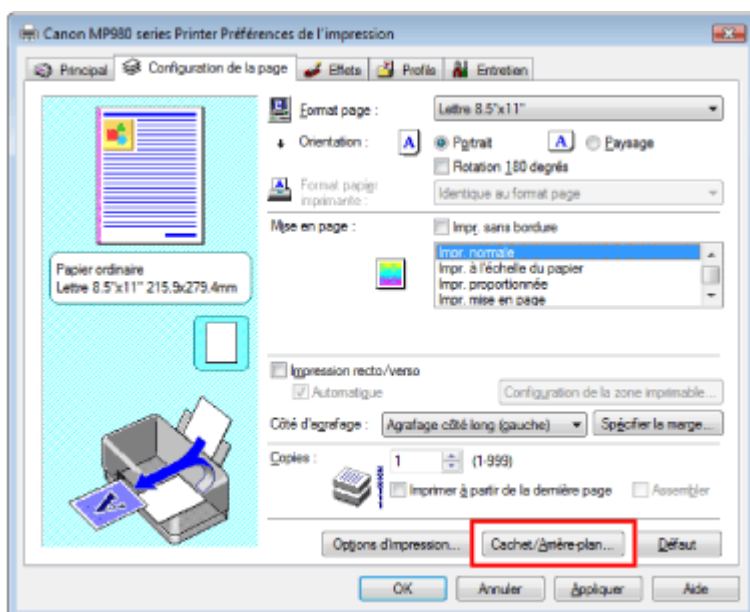 Canon MP980 series Printer Préférences de l'impression
Principal Configuration de la page Effets Profils Entretien
Format page : Lettre 8.5"x11"
Orientation : A Portrait A Paysage
Rotation 180 degrés
Format papier imprimante : Identique au format page
Mise en page : Impr. sans bordure
Impr. normale
Impr. à l'échelle du papier
Impr. proportionnée
Impr. mise en page
Papier ordinaire
Lettre 8.5"x11" 215.9x279.4mm
Impression recto/verso
Automatique Configuration de la zone imprimable...
Côté d'agrafage : Agrafage côté long (gauche) Spécifier la marge...
Copies : 1 (1-999)
Imprimer à partir de la dernière page Assembler
Options d'impression... Cachet/Arrière-plan... Défaut
OK Annuler Appliquer Aide